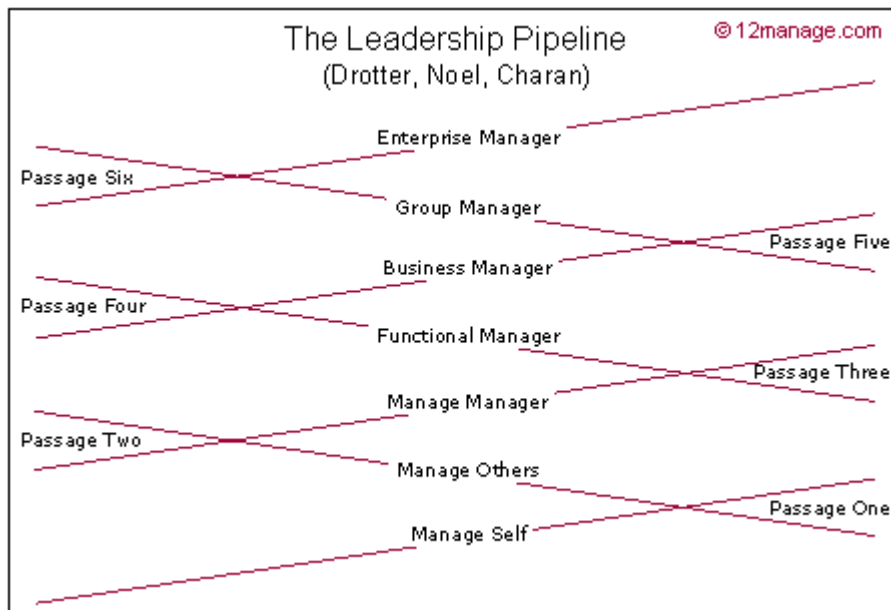 The Leadership Pipeline
© 12manage.com
(Drotter, Noel, Charan)
Enterprise Manager
Passage Six
Group Manager
Passage Five
Business Manager
Passage Four
Functional Manager
Passage Three
Manage Manager
Passage Two
Manage Others
Passage One
Manage Self